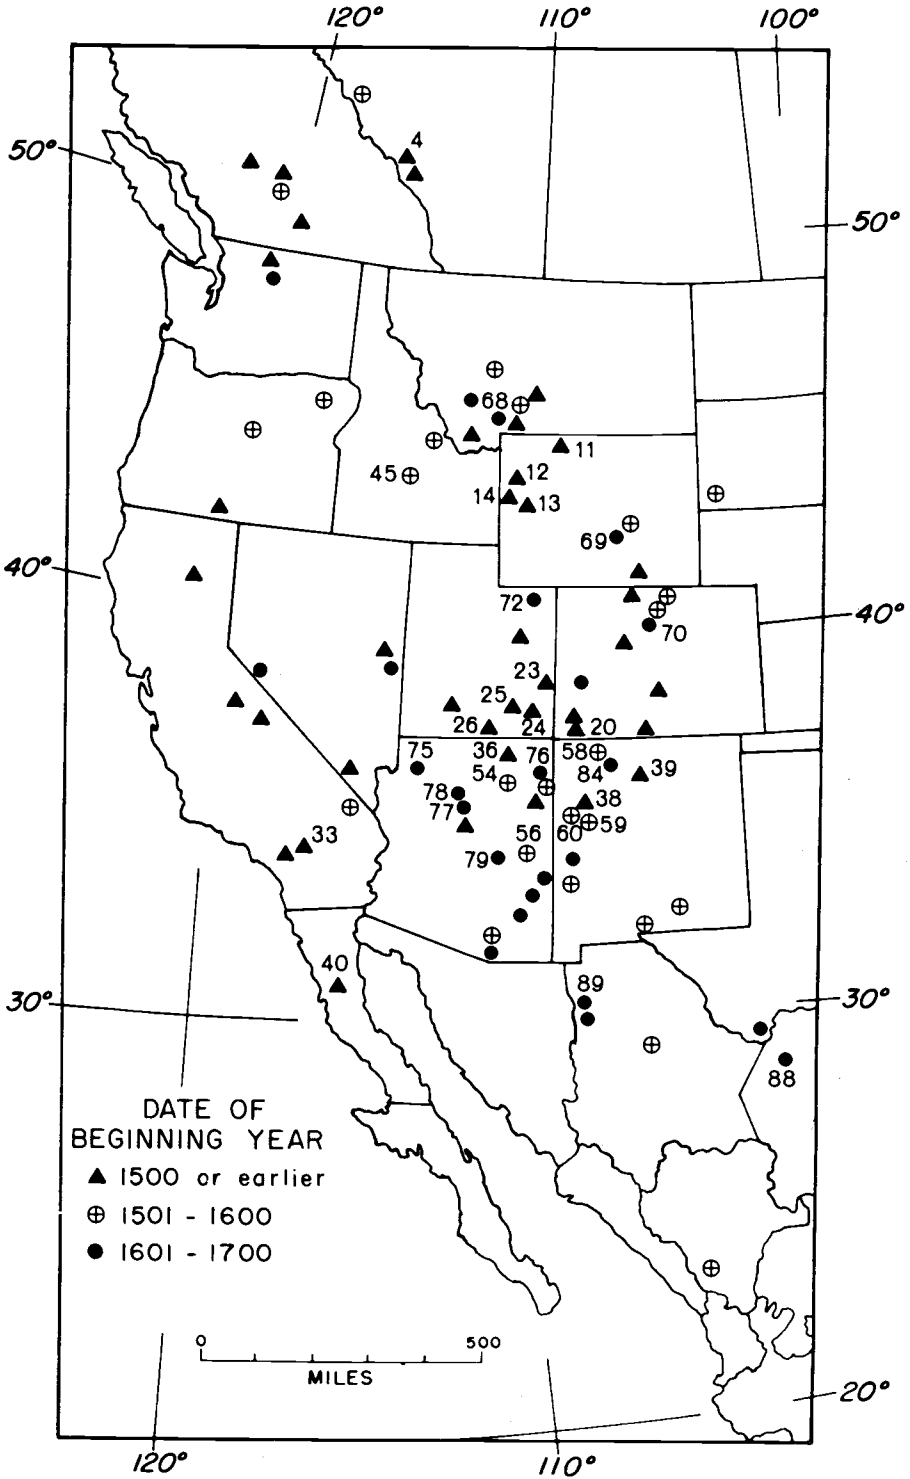 120° 110° 100°
4
50°
50°
68
11
12
45
14 13
69
40°
72
40°
70
23
25
26 24 20
75 36 76 58
54 84 39
78 38
77 59
56 60
33
79
40
89
30°
30°
88
DATE OF
BEGINNING YEAR
▲ 1500 or earlier
⊕ 1501 - 1600
● 1601 - 1700
0 500
MILES
20°
120° 110°